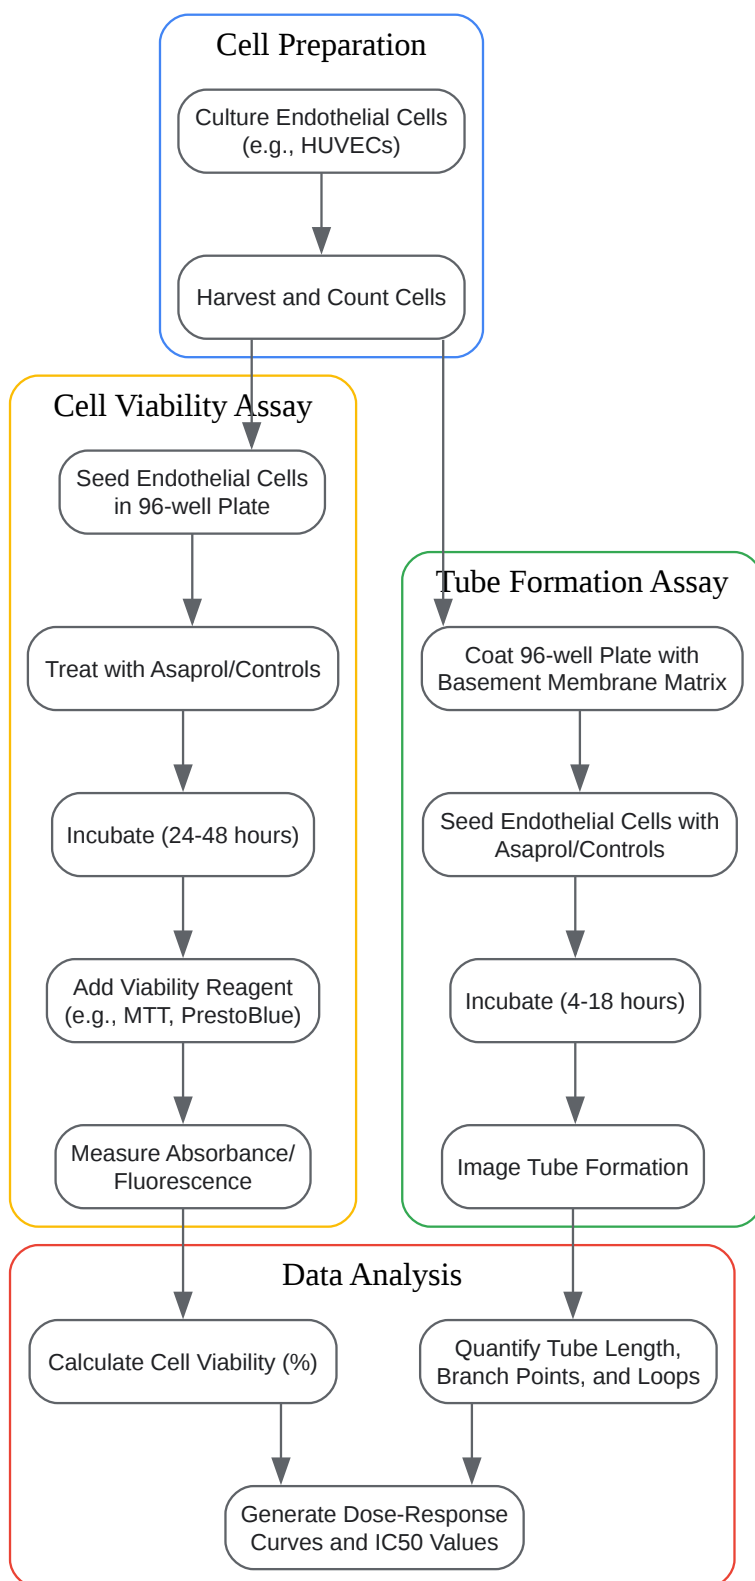 Cell Preparation
Culture Endothelial Cells
(e.g., HUVECs)
Harvest and Count Cells
Cell Viability Assay
Seed Endothelial Cells
in 96-well Plate
Treat with Asaprol/Controls
Incubate (24-48 hours)
Add Viability Reagent
(e.g., MTT, PrestoBlue)
Measure Absorbance/
Fluorescence
Tube Formation Assay
Coat 96-well Plate with
Basement Membrane Matrix
Seed Endothelial Cells with
Asaprol/Controls
Incubate (4-18 hours)
Image Tube Formation
Data Analysis
Calculate Cell Viability (%)
Quantify Tube Length,
Branch Points, and Loops
Generate Dose-Response
Curves and IC50 Values